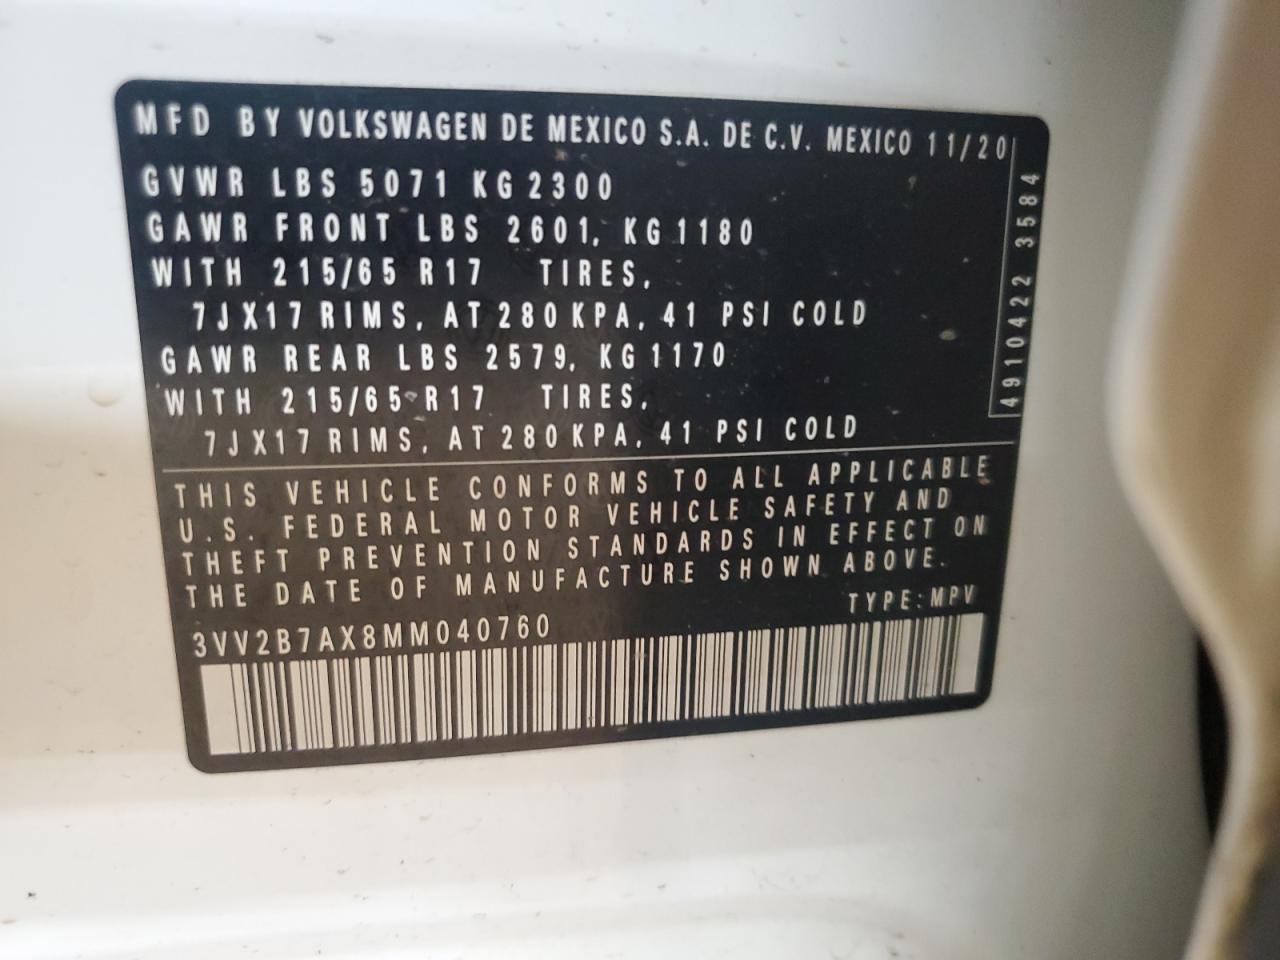 MFD BY VOLKSWAGEN DE MEXICO S.A. DE C.V. MEXICO 11/20
GVWR LBS 5071 KG 2300
GAWR FRONT LBS 2601, KG 1180
WITH 215/65 R17 TIRES,
7JX17 RIMS, AT 280 KPA, 41 PSI COLD
GAWR REAR LBS 2579, KG 1170
WITH 215/65 R17 TIRES,
7JX17 RIMS, AT 280 KPA, 41 PSI COLD
4910422 3584
THIS VEHICLE CONFORMS TO ALL APPLICABLE
U.S. FEDERAL MOTOR VEHICLE SAFETY AND
THEFT PREVENTION STANDARDS IN EFFECT ON
THE DATE OF MANUFACTURE SHOWN ABOVE.
TYPE: MPV
3VV2B7AX8MM040760